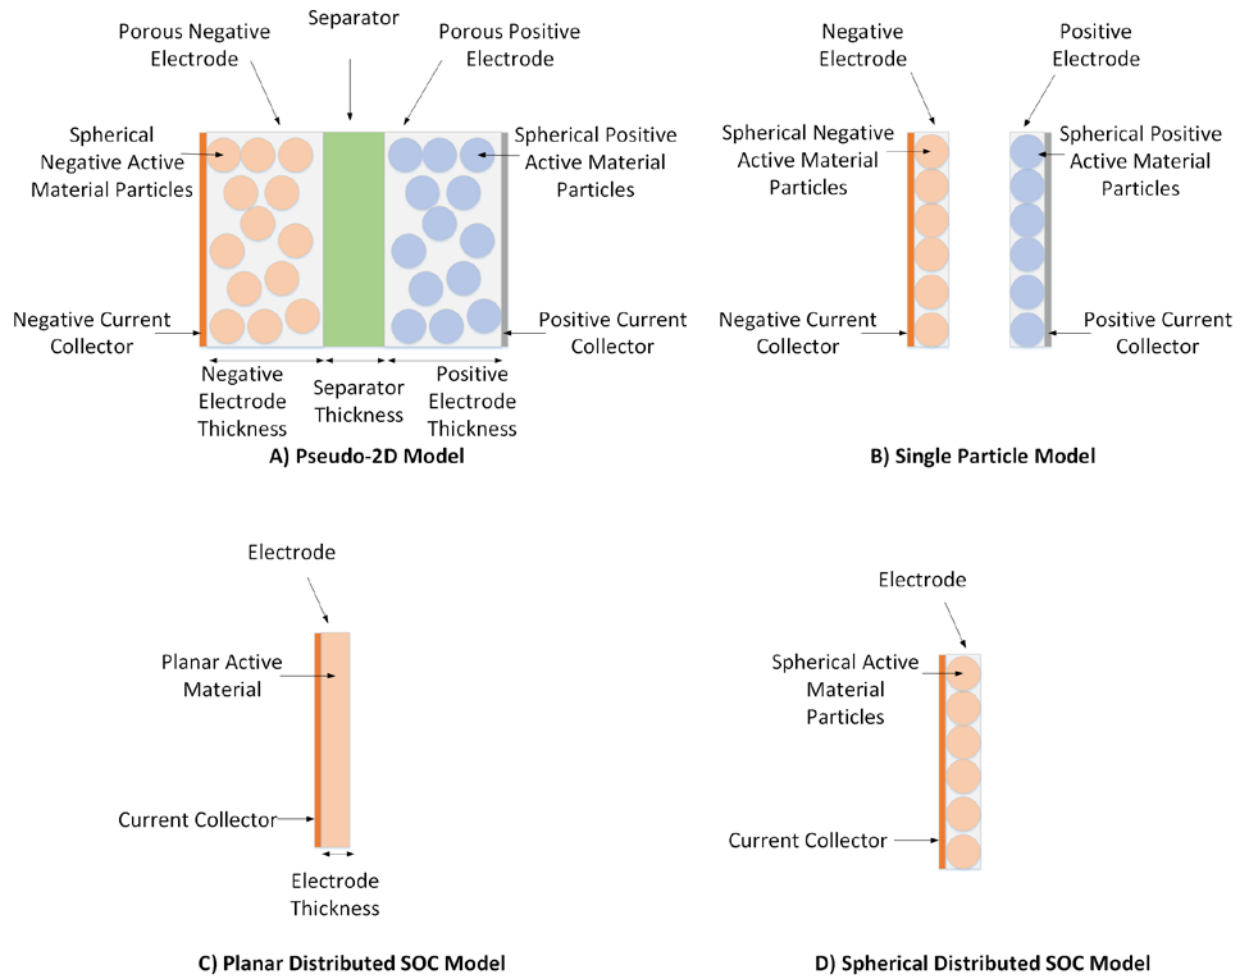 Separator
Porous Negative
Electrode
Porous Positive
Electrode
Spherical
Negative Active
Material Particles
Spherical Positive
Active Material
Particles
Negative Current
Collector
Positive Current
Collector
Negative
Electrode
Thickness
Separator
Thickness
Positive
Electrode
Thickness
A) Pseudo-2D Model
Negative
Electrode
Positive
Electrode
Spherical Negative
Active Material
Particles
Spherical Positive
Active Material
Particles
Negative Current
Collector
Positive Current
Collector
B) Single Particle Model
Electrode
Planar Active
Material
Current Collector
Electrode
Thickness
C) Planar Distributed SOC Model
Electrode
Spherical Active
Material
Particles
Current Collector
D) Spherical Distributed SOC Model